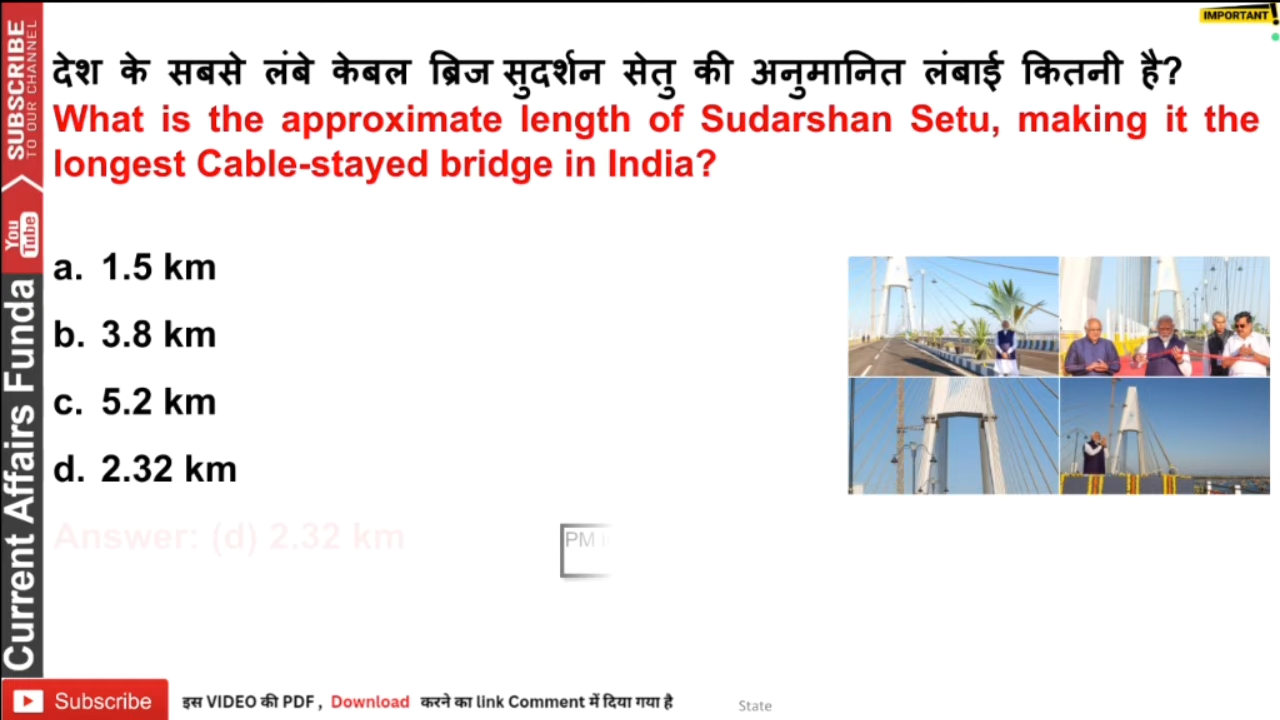 IMPORTANT!
SUBSCRIBE
TO OUR CHANNEL
You Tube
Current Affairs Funda
देश के सबसे लंबे केबल ब्रिज सुदर्शन सेतु की अनुमानित लंबाई कितनी है?
What is the approximate length of Sudarshan Setu, making it the
longest Cable-stayed bridge in India?
a. 1.5 km
b. 3.8 km
c. 5.2 km
d. 2.32 km
Answer: (d) 2.32 km
PM
Subscribe
इस VIDEO की PDF , Download करने का link Comment में दिया गया है
State